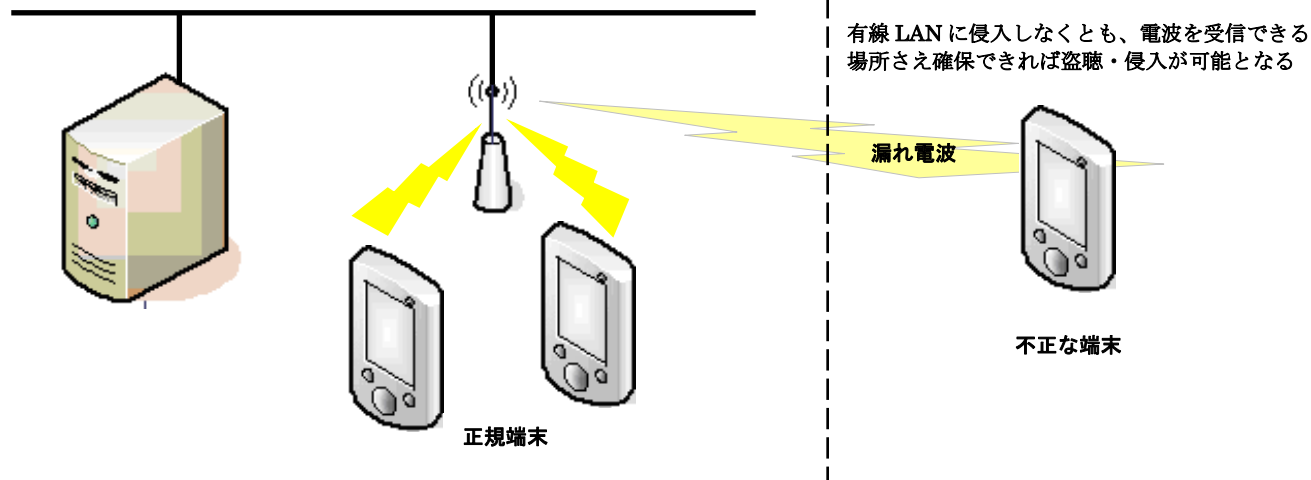 有線 LAN に侵入しなくとも、電波を受信できる
場所さえ確保できれば盗聴・侵入が可能となる
漏れ電波
不正な端末
正規端末